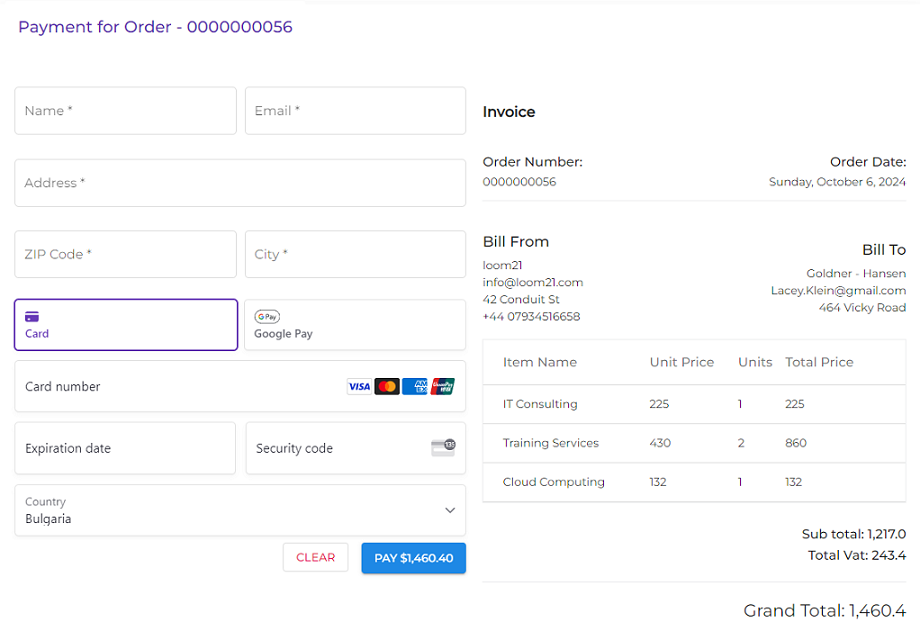 Payment for Order - 0000000056
Name *
Email *
Address *
ZIP Code *
City *
Card
G Pay
Google Pay
Card number
VISA
AM
EX
UnionPay
Expiration date
Security code
135
Country
Bulgaria
CLEAR
PAY $1,460.40
Invoice
Order Number:
Order Date:
0000000056
Sunday, October 6, 2024
Bill From
Bill To
loom21
info@loom21.com
42 Conduit St
+44 07934516658
Goldner - Hansen
Lacey.Klein@gmail.com
464 Vicky Road
Item Name Unit Price Units Total Price
IT Consulting 225 1 225
Training Services 430 2 860
Cloud Computing 132 1 132
Sub total: 1,217.0
Total Vat: 243.4
Grand Total: 1,460.4